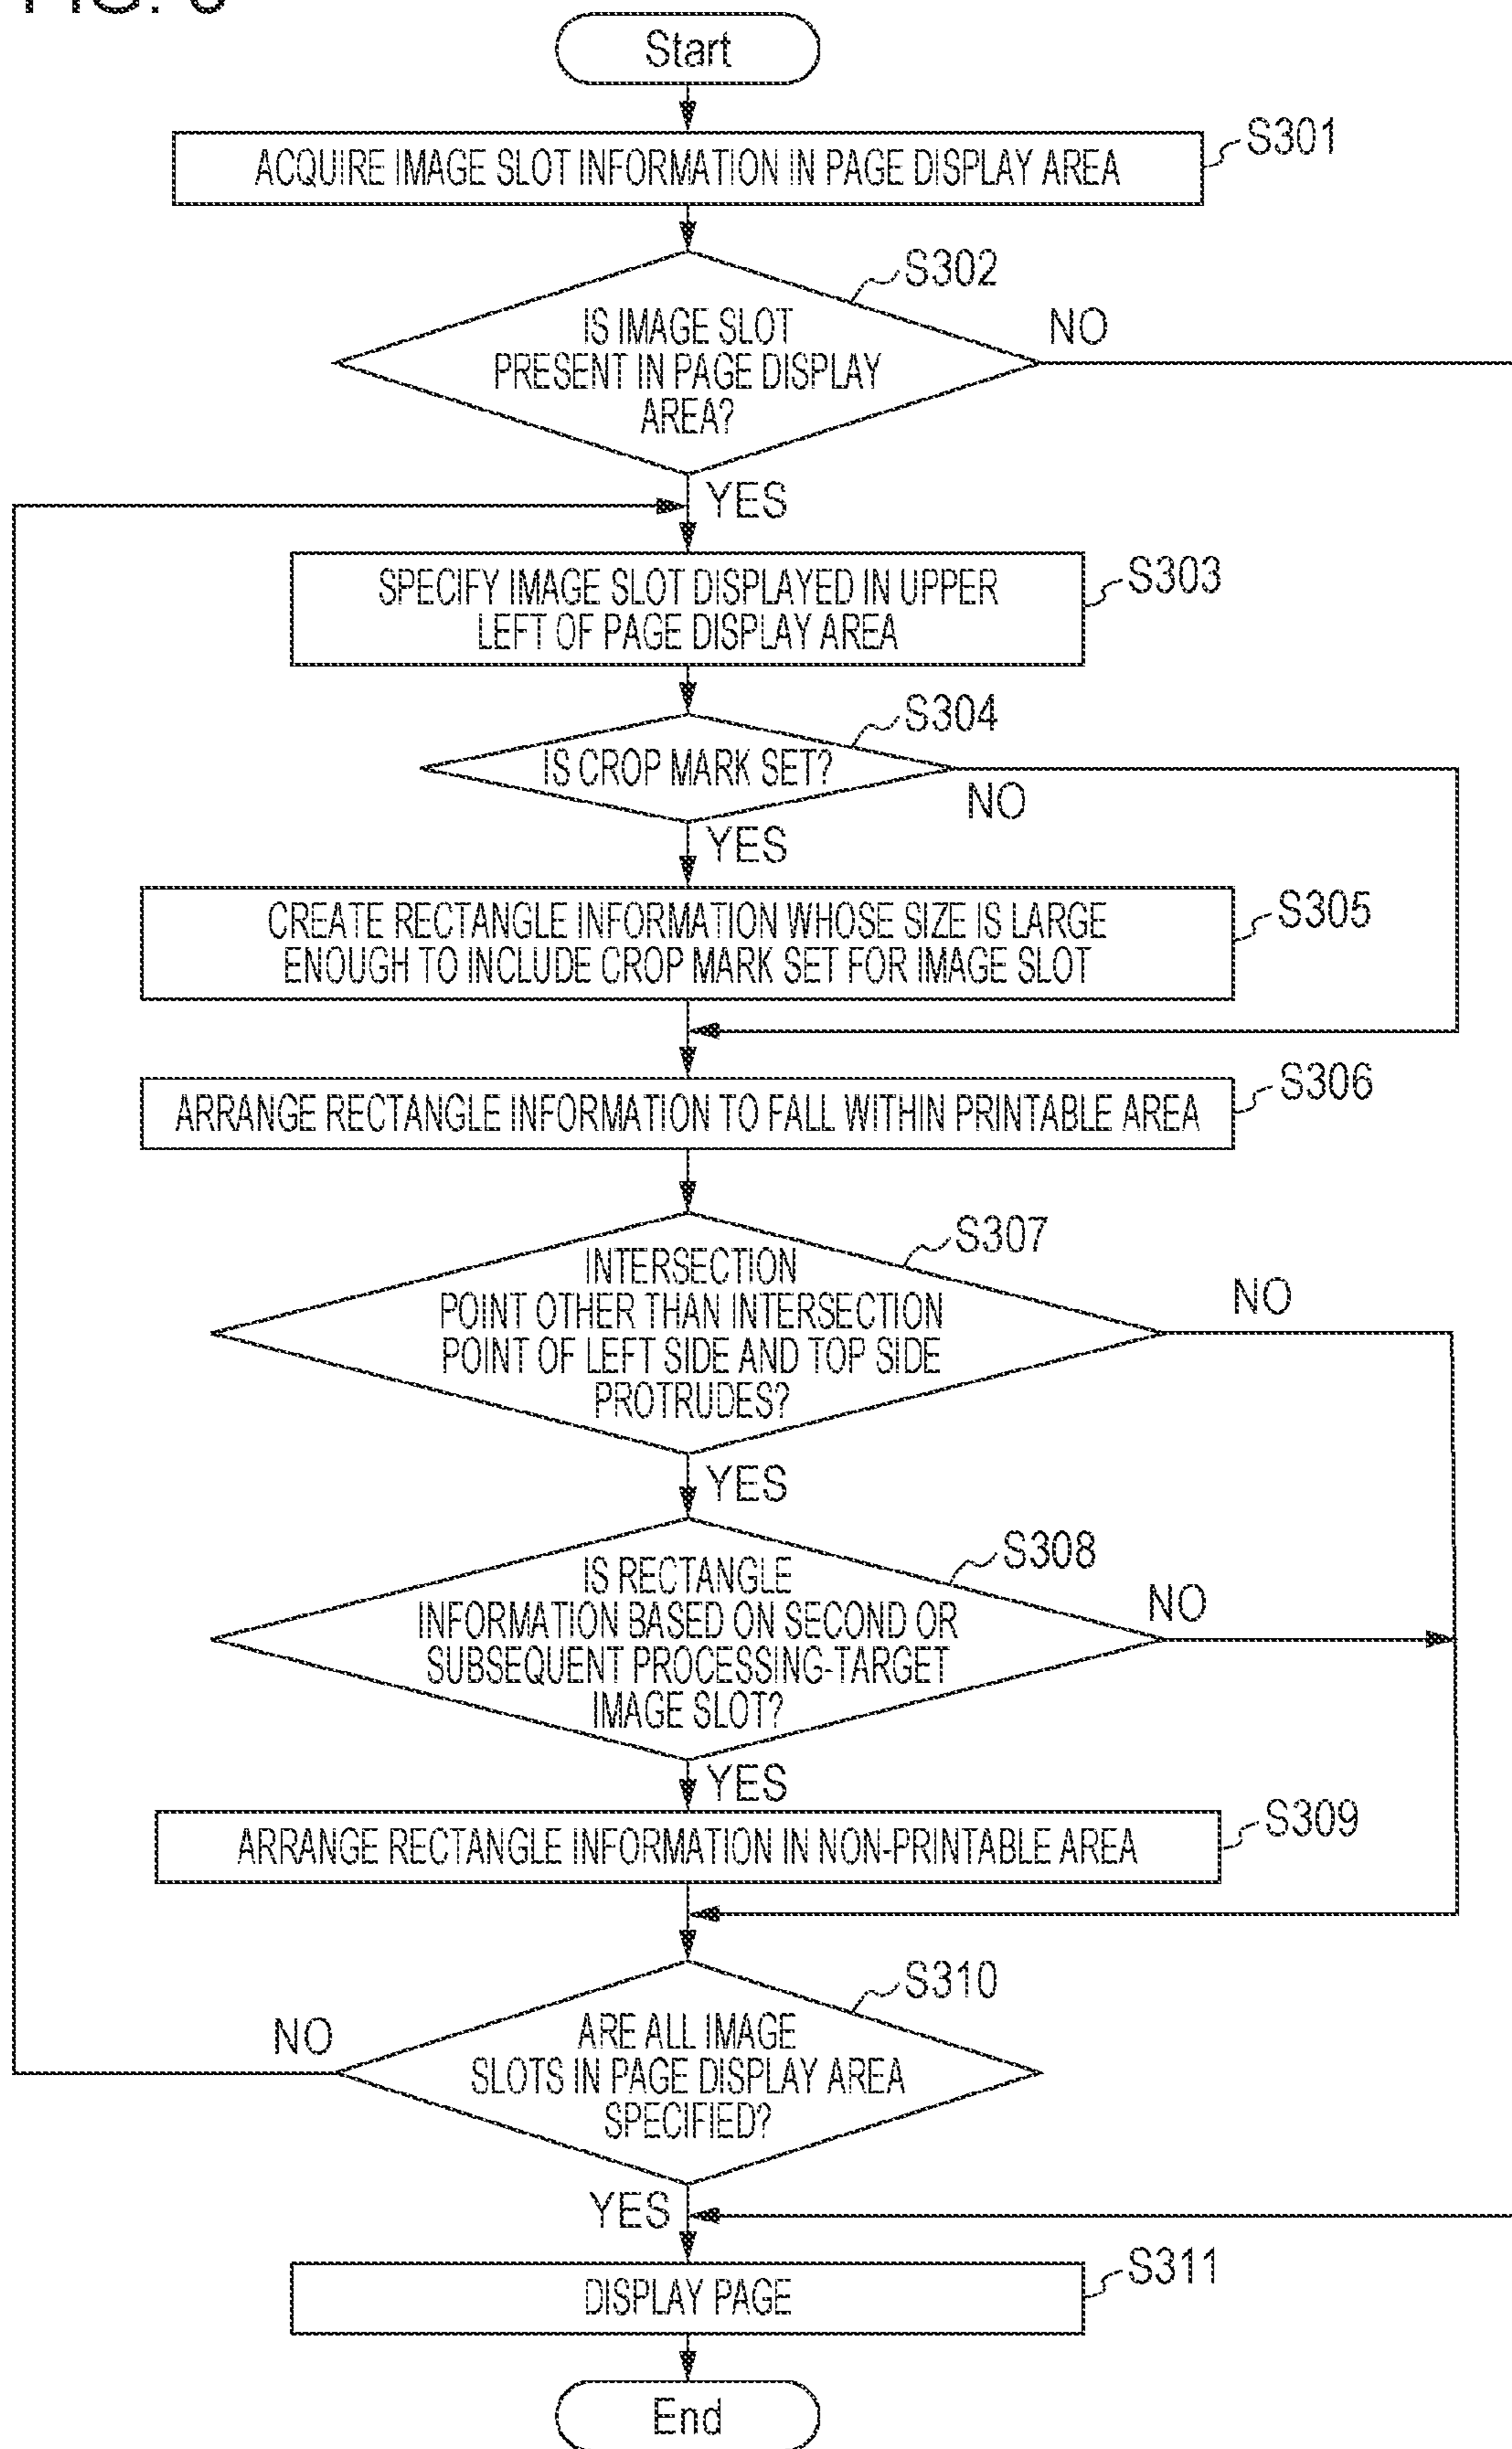 Start
ACQUIRE IMAGE SLOT INFORMATION IN PAGE DISPLAY AREA
S301
S302
IS IMAGE SLOT
PRESENT IN PAGE DISPLAY
AREA?
NO
YES
SPECIFY IMAGE SLOT DISPLAYED IN UPPER
LEFT OF PAGE DISPLAY AREA
S303
S304
IS CROP MARK SET?
NO
YES
CREATE RECTANGLE INFORMATION WHOSE SIZE IS LARGE
ENOUGH TO INCLUDE CROP MARK SET FOR IMAGE SLOT
S305
ARRANGE RECTANGLE INFORMATION TO FALL WITHIN PRINTABLE AREA
S306
S307
INTERSECTION
POINT OTHER THAN INTERSECTION
POINT OF LEFT SIDE AND TOP SIDE
PROTRUDES?
NO
YES
S308
IS RECTANGLE
INFORMATION BASED ON SECOND OR
SUBSEQUENT PROCESSING-TARGET
IMAGE SLOT?
NO
YES
ARRANGE RECTANGLE INFORMATION IN NON-PRINTABLE AREA
S309
S310
ARE ALL IMAGE
SLOTS IN PAGE DISPLAY AREA
SPECIFIED?
NO
YES
DISPLAY PAGE
S311
End